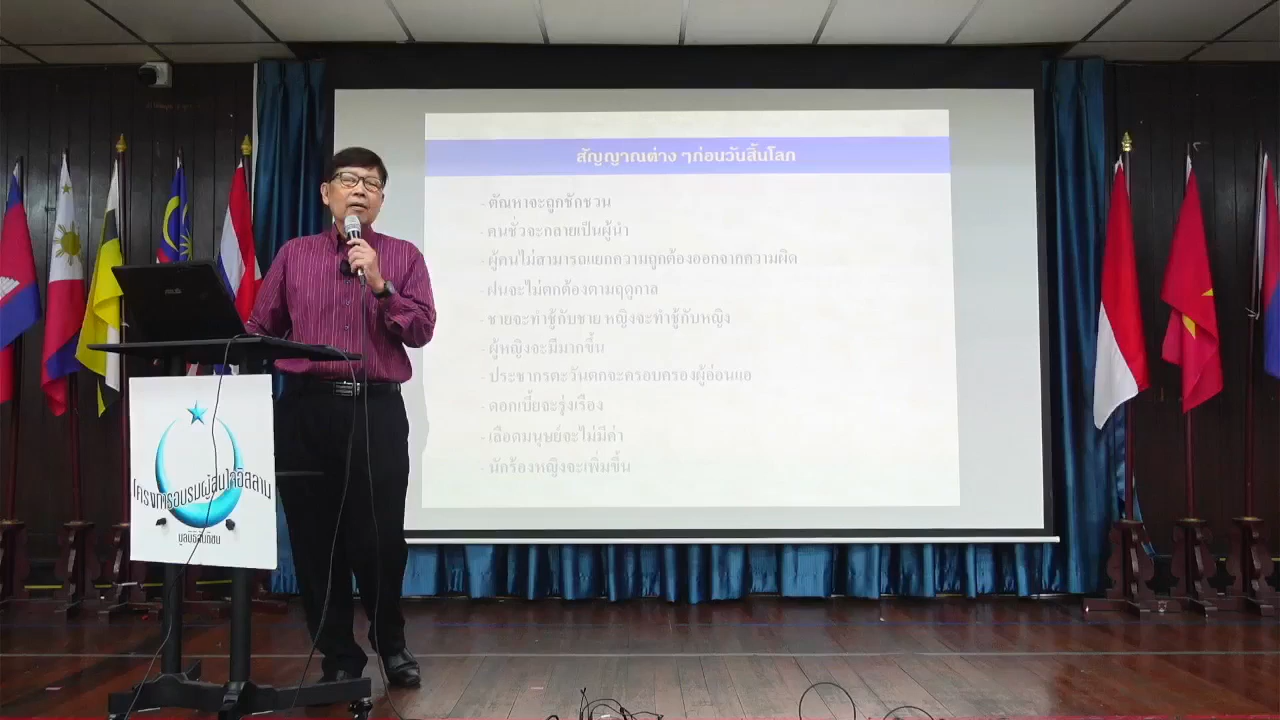 สัญญาณต่าง ๆก่อนวันสิ้นโลก
- ตัณหาจะถูกชักชวน
- คนชั่วจะกลายเป็นผู้นำ
- ผู้คนไม่สามารถแยกความถูกต้องออกจากความผิด
- ฝนจะไม่ตกต้องตามฤดูกาล
- ชายจะทำชู้กับชาย หญิงจะทำชู้กับหญิง
- ผู้หญิงจะมีมากขึ้น
- ประชากรตะวันตกจะครอบครองผู้อ่อนแอ
- ดอกเบี้ยจะรุ่งเรือง
- เลือดมนุษย์จะไม่มีค่า
- นักร้องหญิงจะเพิ่มขึ้น
ASUS
โครงการอบรมผู้สนใจอิสลาม
มูลนิธิสันติชน